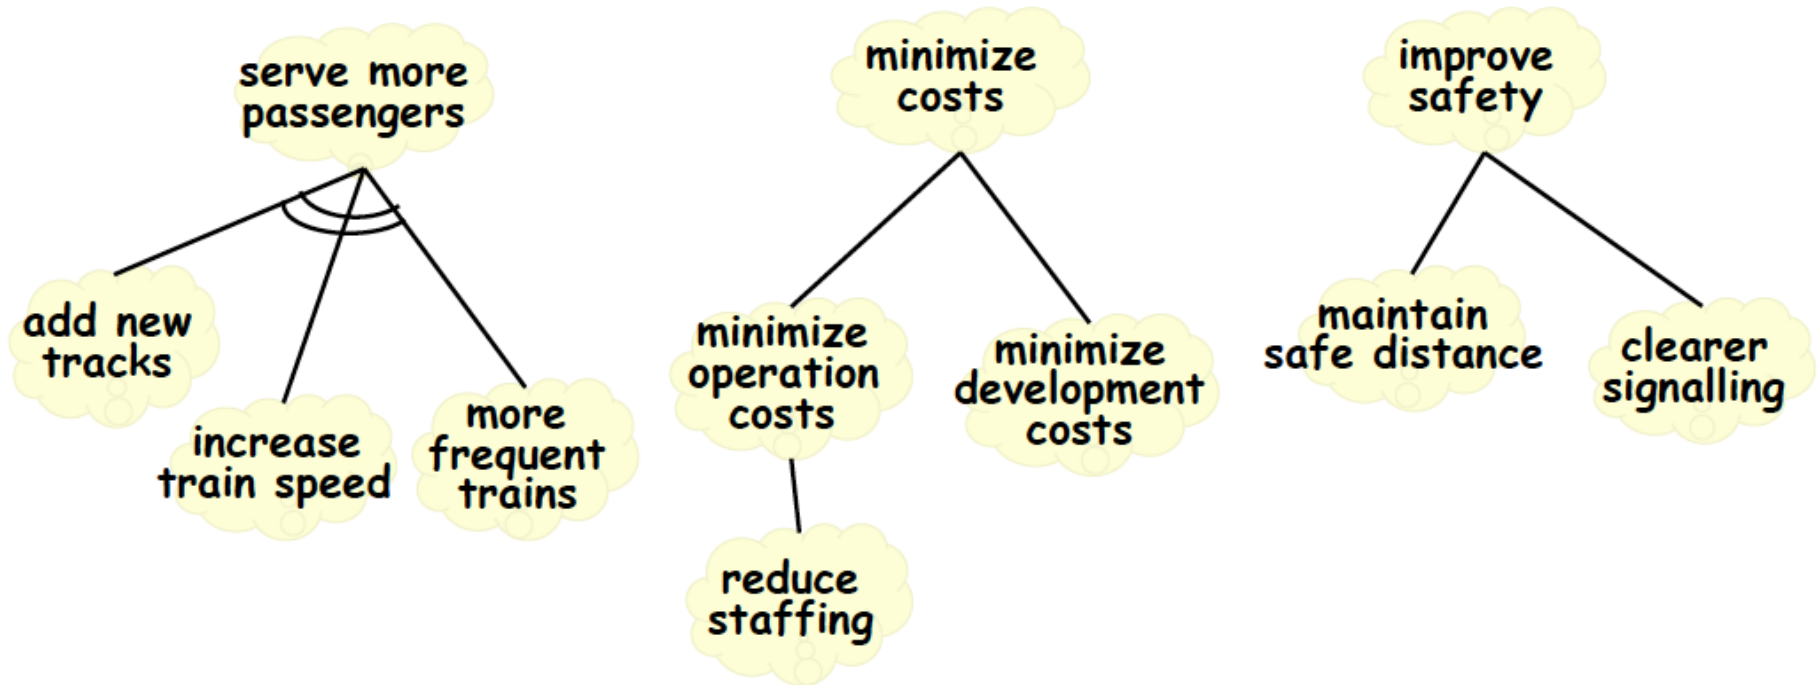 serve more
passengers
minimize
costs
improve
safety
add new
tracks
increase
train speed
more
frequent
trains
minimize
operation
costs
minimize
development
costs
maintain
safe distance
clearer
signalling
reduce
staffing